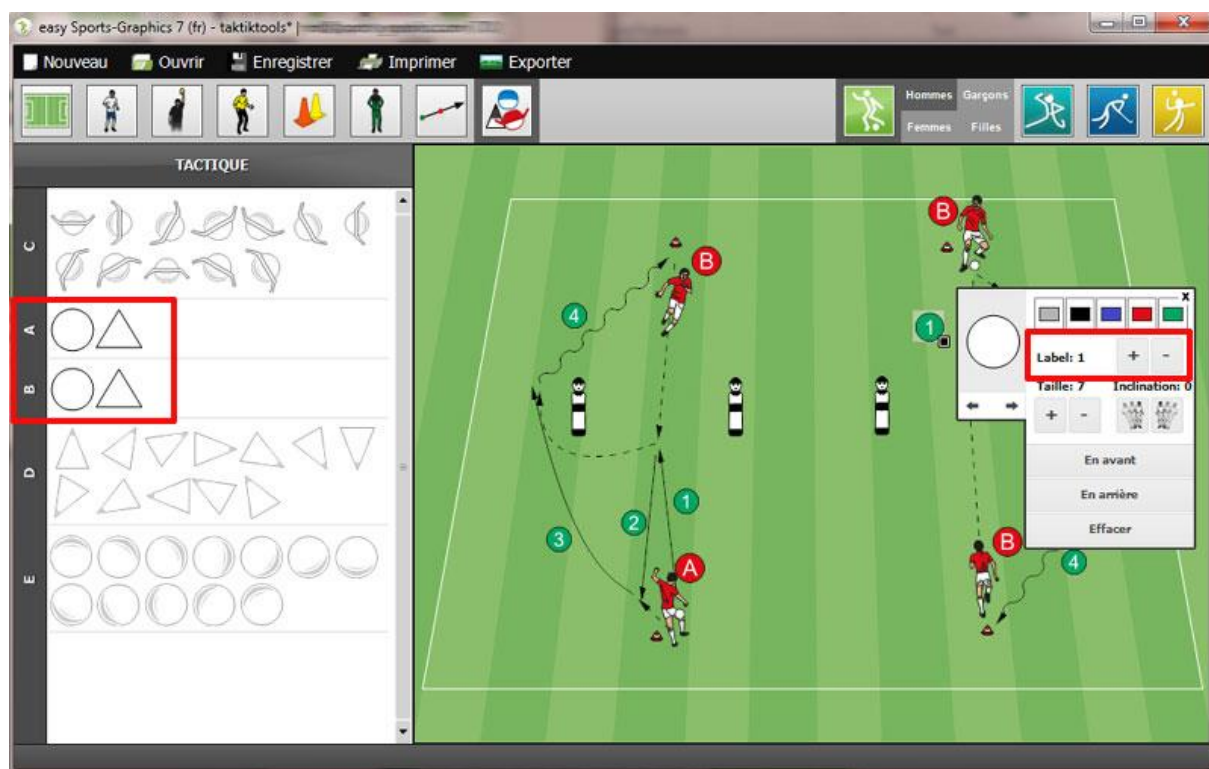 easy Sports-Graphics 7 (fr) - taktiktools* |
Nouveau Ouvrir Enregistrer Imprimer Exporter
Hommes Garçons
Femmes Filles
TACTIQUE
C
A
B
D
E
B
B
4
1
1
2
3
A
B
4
x
Label: 1 + -
Taille: 7 Inclination: 0
+ -
En avant
En arrière
Effacer